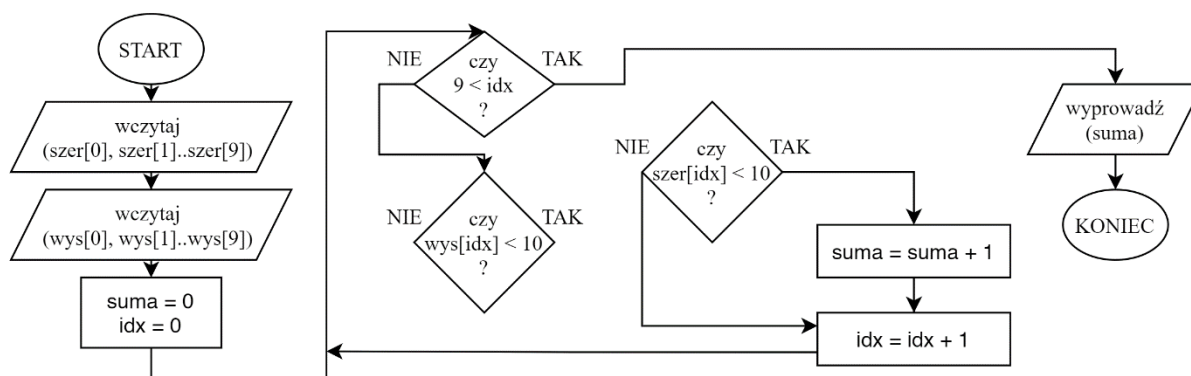 START
wczytaj
(szer[0], szer[1]..szer[9])
wczytaj
(wys[0], wys[1]..wys[9])
suma = 0
idx = 0
NIE
czy
9 < idx
?
TAK
NIE
czy
wys[idx] < 10
?
TAK
NIE
czy
szer[idx] < 10
?
TAK
suma = suma + 1
idx = idx + 1
wyprowadź
(suma)
KONIEC